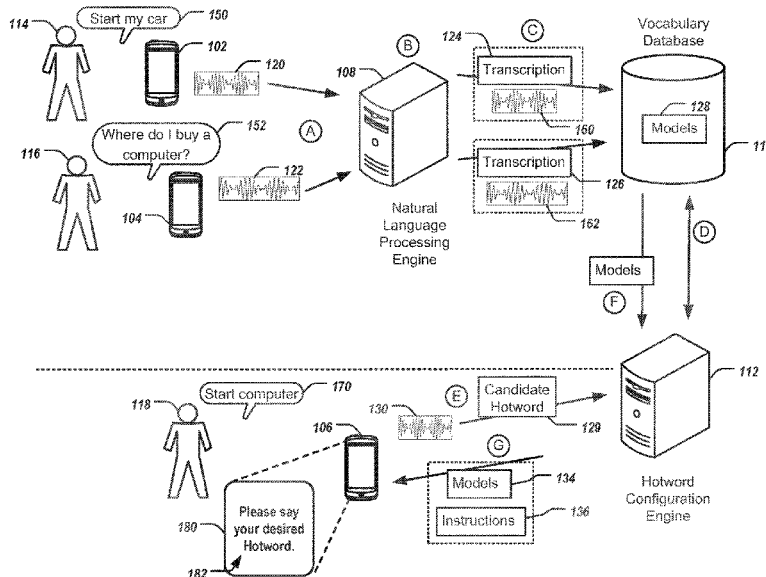 114
Start my car
150
102
120
108
B
C
124
Transcription
160
Vocabulary
Database
128
Models
11
116
Where do I buy a
computer?
152
A
104
122
Natural
Language
Processing
Engine
Transcription
126
162
Models
D
F
118
Start computer
170
106
130
E
Candidate
Hotword
129
112
G
Models
134
Instructions
136
180
Please say
your desired
Hotword.
182
Hotword
Configuration
Engine